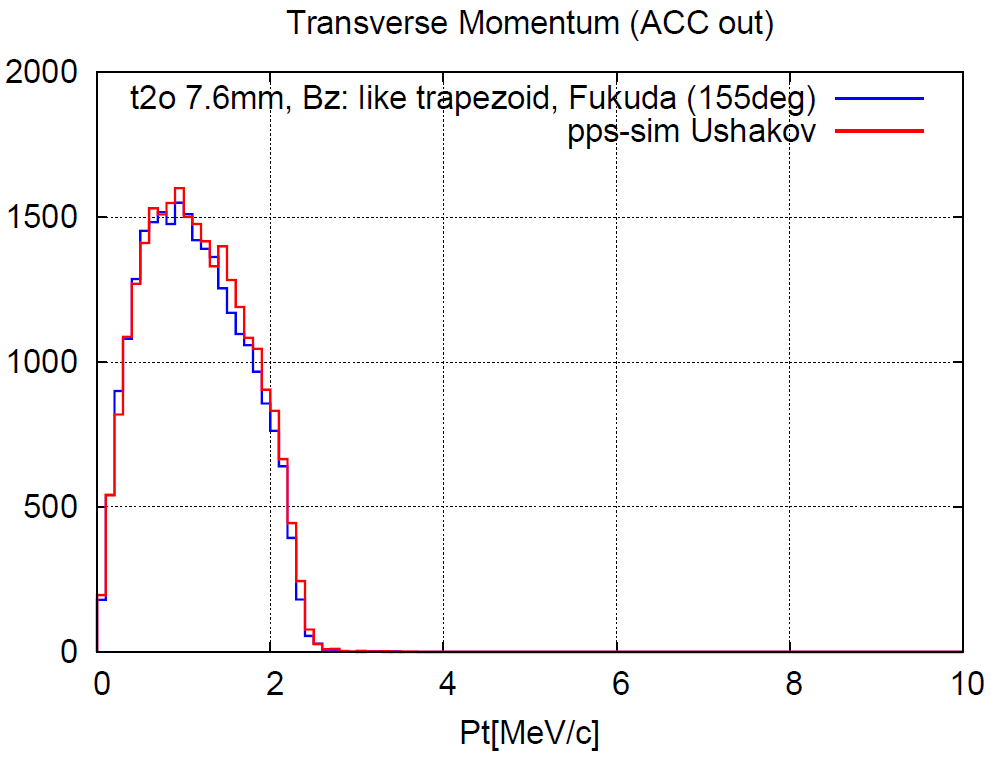 Transverse Momentum (ACC out)
2000
t2o 7.6mm, Bz: like trapezoid, Fukuda (155deg)
pps-sim Ushakov
1500
1000
500
0
0 2 4 6 8 10
Pt[MeV/c]